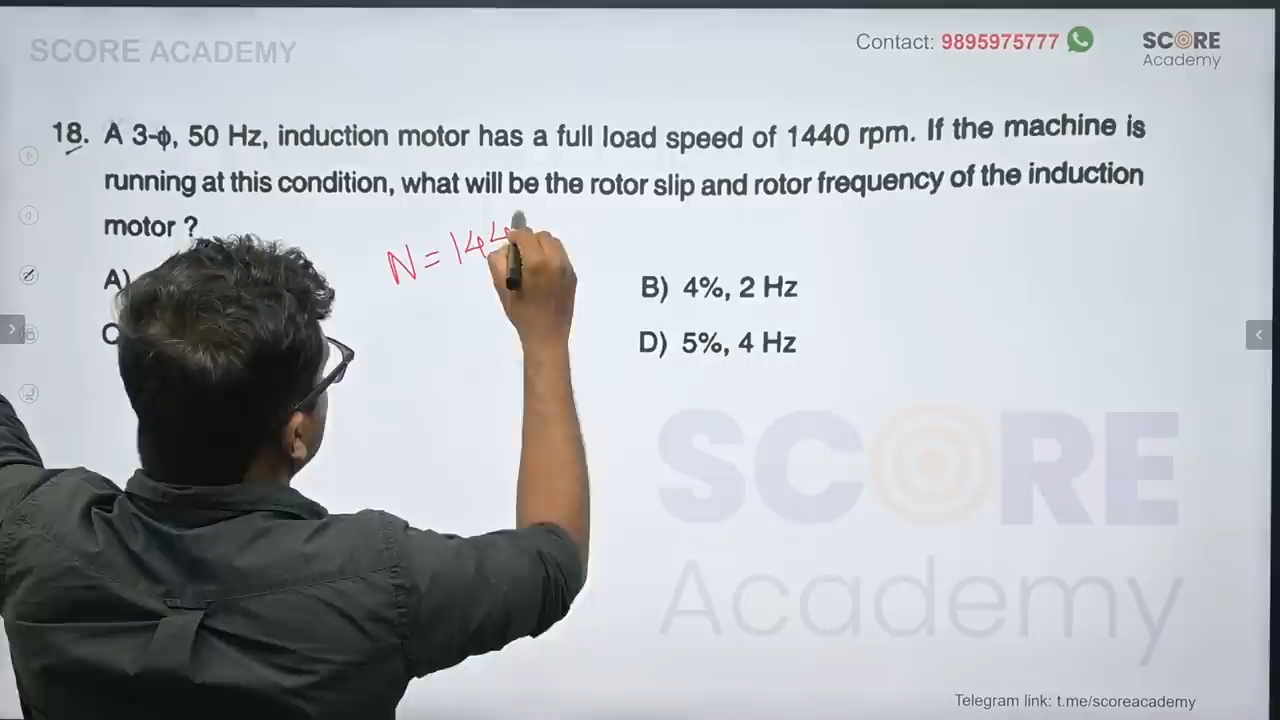 SCORE ACADEMY
Contact: 9895975777
SCORE
Academy
18. A 3-ϕ, 50 Hz, induction motor has a full load speed of 1440 rpm. If the machine is
running at this condition, what will be the rotor slip and rotor frequency of the induction
motor ?
N = 144
A)
B) 4%, 2 Hz
D) 5%, 4 Hz
SCORE
Academy
Telegram link: t.me/scoreacademy